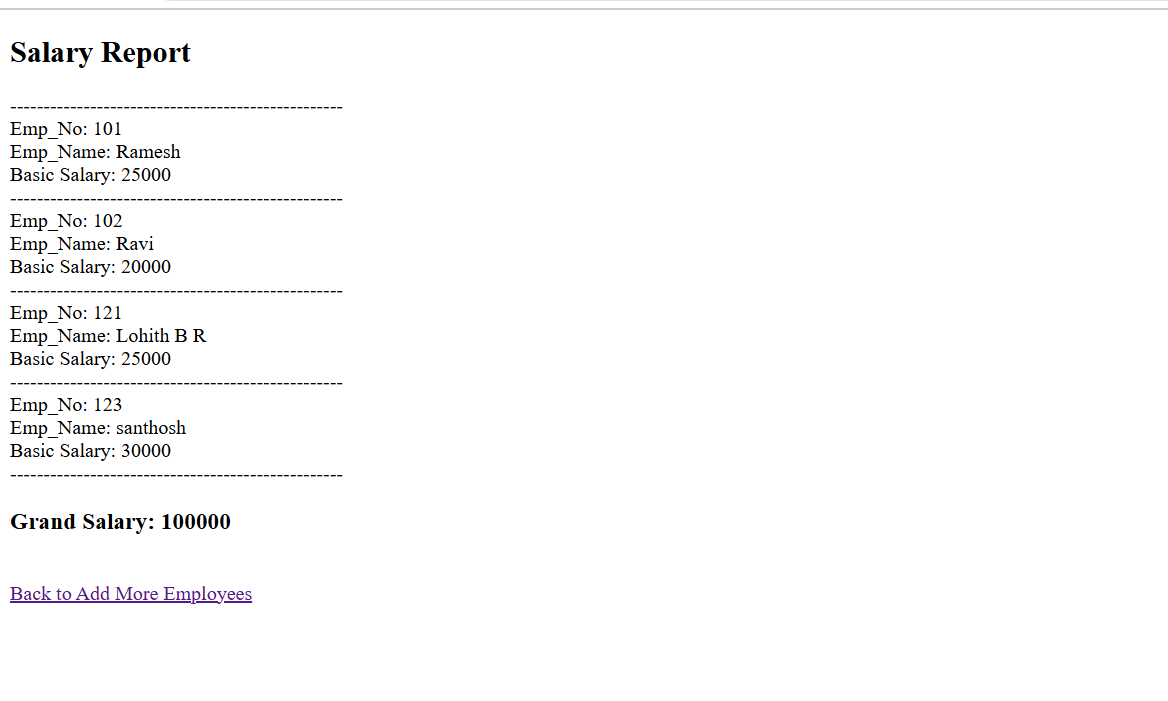 Salary Report
--------------------------------------------------
Emp_No: 101
Emp_Name: Ramesh
Basic Salary: 25000
--------------------------------------------------
Emp_No: 102
Emp_Name: Ravi
Basic Salary: 20000
--------------------------------------------------
Emp_No: 121
Emp_Name: Lohith B R
Basic Salary: 25000
--------------------------------------------------
Emp_No: 123
Emp_Name: santhosh
Basic Salary: 30000
--------------------------------------------------
Grand Salary: 100000
Back to Add More Employees